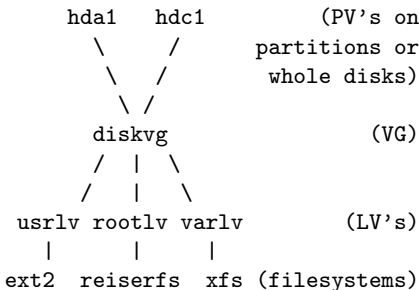 hda1   hdc1          (PV's on
   \   /          partitions or
    \ /            whole disks)
     \ /
   diskvg                  (VG)
   /  |  \
  /   |   \
usrlv rootlv varlv       (LV's)
  |      |     |
ext2  reiserfs  xfs (filesystems)